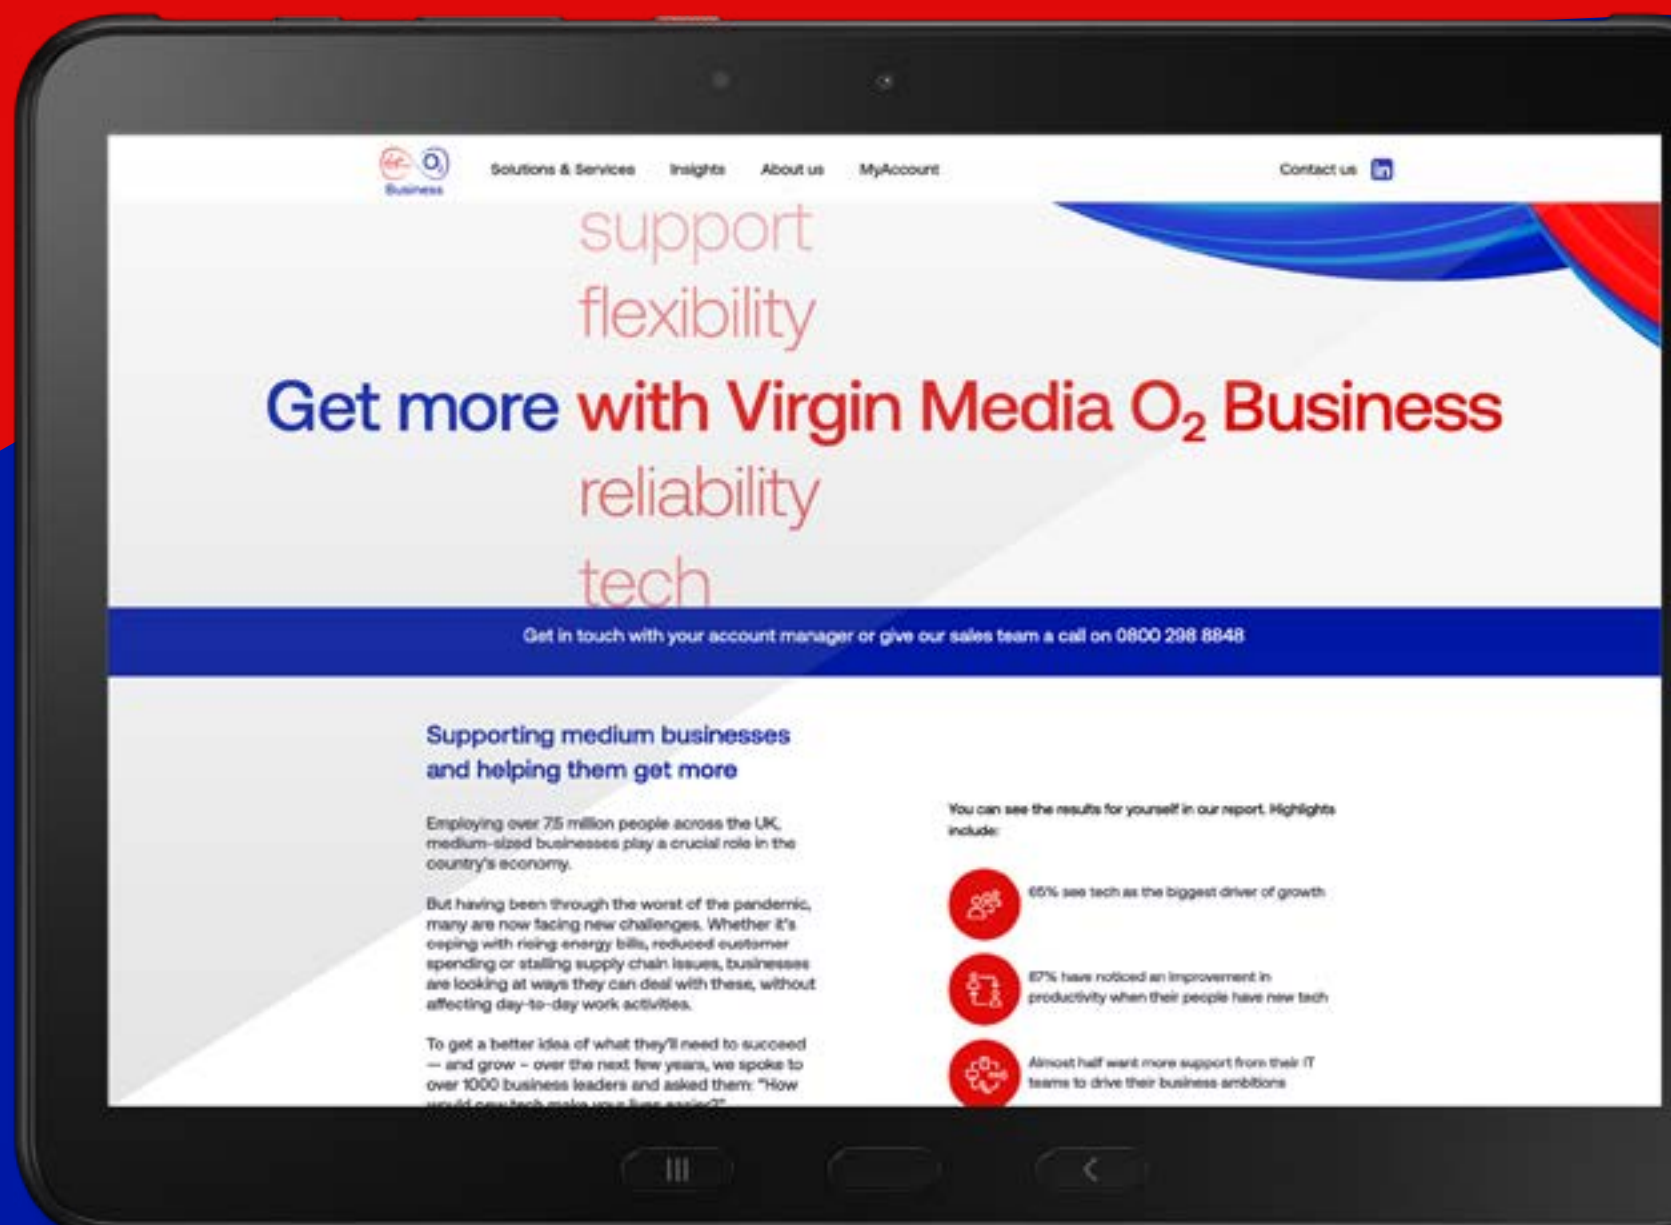 O2
Business
Solutions & Services
Insights
About us
MyAccount
Contact us
in
support
flexibility
Get more with Virgin Media O₂ Business
reliability
tech
Get in touch with your account manager or give our sales team a call on 0800 298 8848
Supporting medium businesses
and helping them get more
Employing over 7.5 million people across the UK,
medium-sized businesses play a crucial role in the
country's economy.
But having been through the worst of the pandemic,
many are now facing new challenges. Whether it's
coping with rising energy bills, reduced customer
spending or stalling supply chain issues, businesses
are looking at ways they can deal with these, without
affecting day-to-day work activities.
To get a better idea of what they'll need to succeed
— and grow – over the next few years, we spoke to
over 1000 business leaders and asked them: "How
would new tech make your lives easier?"
You can see the results for yourself in our report. Highlights
include:
65% see tech as the biggest driver of growth
87% have noticed an improvement in
productivity when their people have new tech
Almost half want more support from their IT
teams to drive their business ambitions